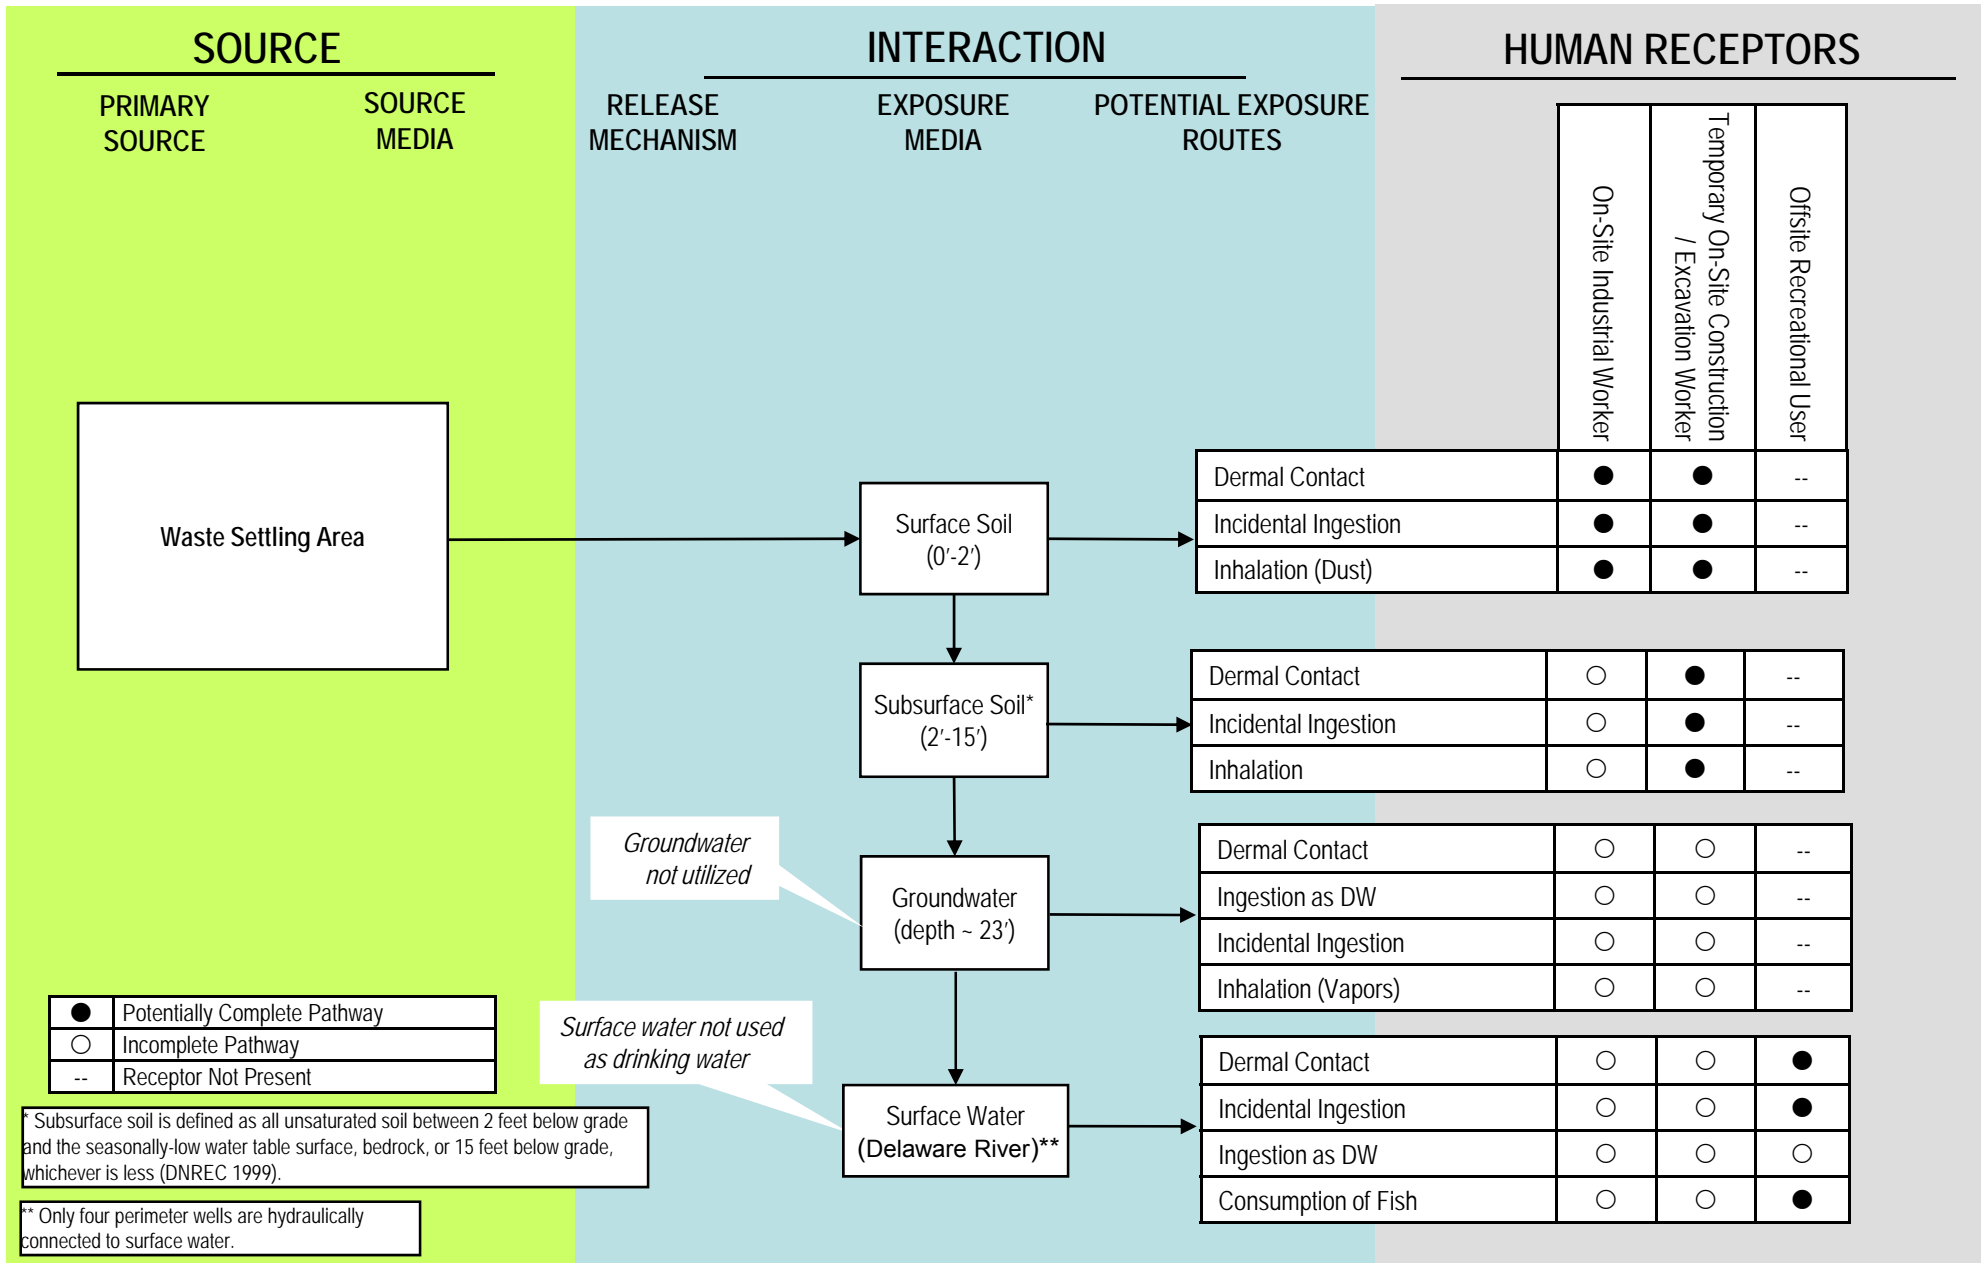 SOURCE
INTERACTION
HUMAN RECEPTORS
PRIMARY
SOURCE
SOURCE
MEDIA
RELEASE
MECHANISM
EXPOSURE
MEDIA
POTENTIAL EXPOSURE
ROUTES
On-Site Industrial Worker
Temporary On-Site Construction
/ Excavation Worker
Offsite Recreational User
Waste Settling Area
Surface Soil
(0'-2')
Dermal Contact ● ● --
Incidental Ingestion ● ● --
Inhalation (Dust) ● ● --
Subsurface Soil*
(2'-15')
Dermal Contact ○ ● --
Incidental Ingestion ○ ● --
Inhalation ○ ● --
Groundwater
not utilized
Groundwater
(depth ~ 23')
Dermal Contact ○ ○ --
Ingestion as DW ○ ○ --
Incidental Ingestion ○ ○ --
Inhalation (Vapors) ○ ○ --
Surface water not used
as drinking water
Surface Water
(Delaware River)**
Dermal Contact ○ ○ ●
Incidental Ingestion ○ ○ ●
Ingestion as DW ○ ○ ○
Consumption of Fish ○ ○ ●
● Potentially Complete Pathway
○ Incomplete Pathway
-- Receptor Not Present
* Subsurface soil is defined as all unsaturated soil between 2 feet below grade
and the seasonally-low water table surface, bedrock, or 15 feet below grade,
whichever is less (DNREC 1999).
** Only four perimeter wells are hydraulically
connected to surface water.